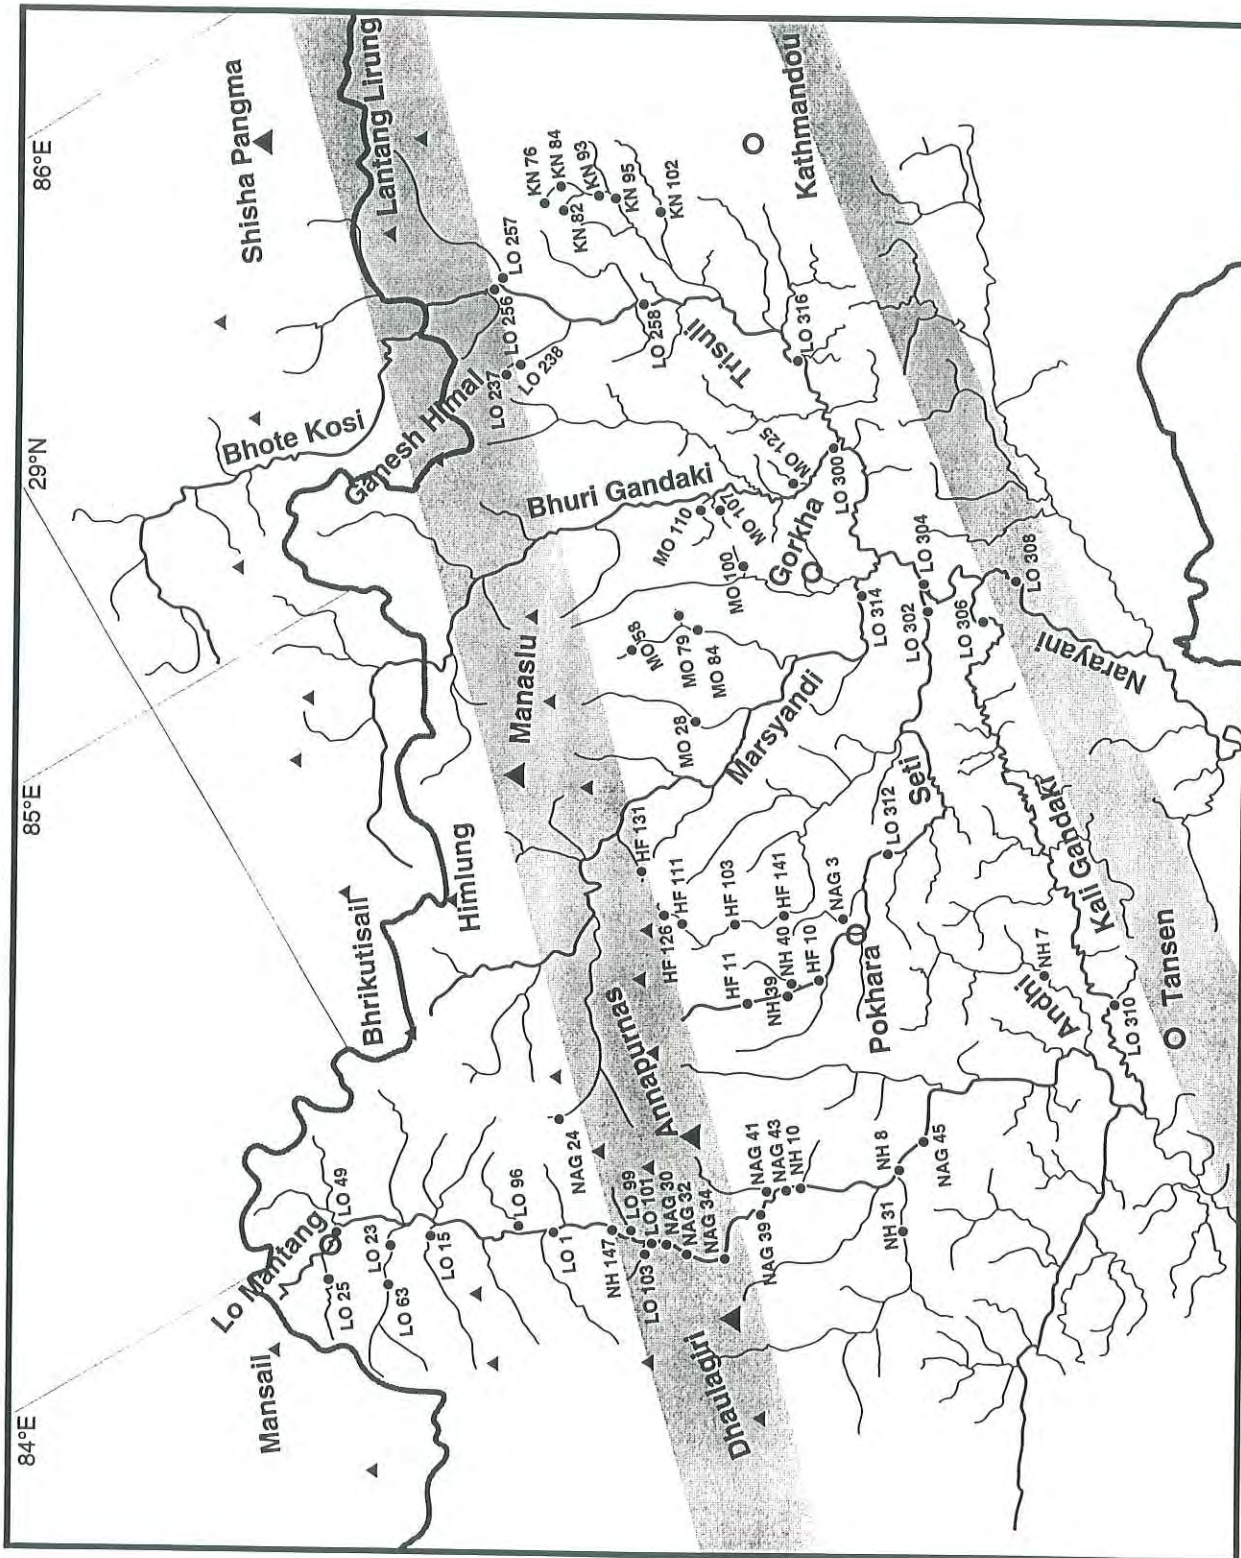 84°E
85°E
29°N
86°E
Mansail
Lo Mantang
LO 25
LO 49
LO 23
LO 63
LO 15
LO 96
LO 1
NAG 24
NH 147
LO 99
LO 101
LO 103
NAG 30
NAG 32
NAG 34
Bhrikutisail
Himlung
Bhote Kosi
Ganesh Himal
Shisha Pangma
Lantang Lirung
Dhaulagiri
Annapurnas
Manaslu
Bhuri Gandaki
LO 237
LO 238
LO 256
LO 257
LO 258
KN 76
KN 84
KN 82
KN 93
KN 95
KN 102
Kathmandou
Trisuli
LO 316
NAG 39
NAG 41
NAG 43
NH 10
NH 8
NH 31
NAG 45
HF 131
HF 126
HF 111
HF 103
HF 141
HF 11
NH 39
NH 40
HF 10
NAG 3
Pokhara
LO 312
Seti
MO 28
MO 58
MO 79
MO 84
MO 100
MO 110
MO 107
MO 125
Gorkha
Marsyandi
LO 300
LO 314
LO 302
LO 304
LO 306
LO 308
Narayani
Kali Gandaki
Andhi
NH 7
LO 310
Tansen